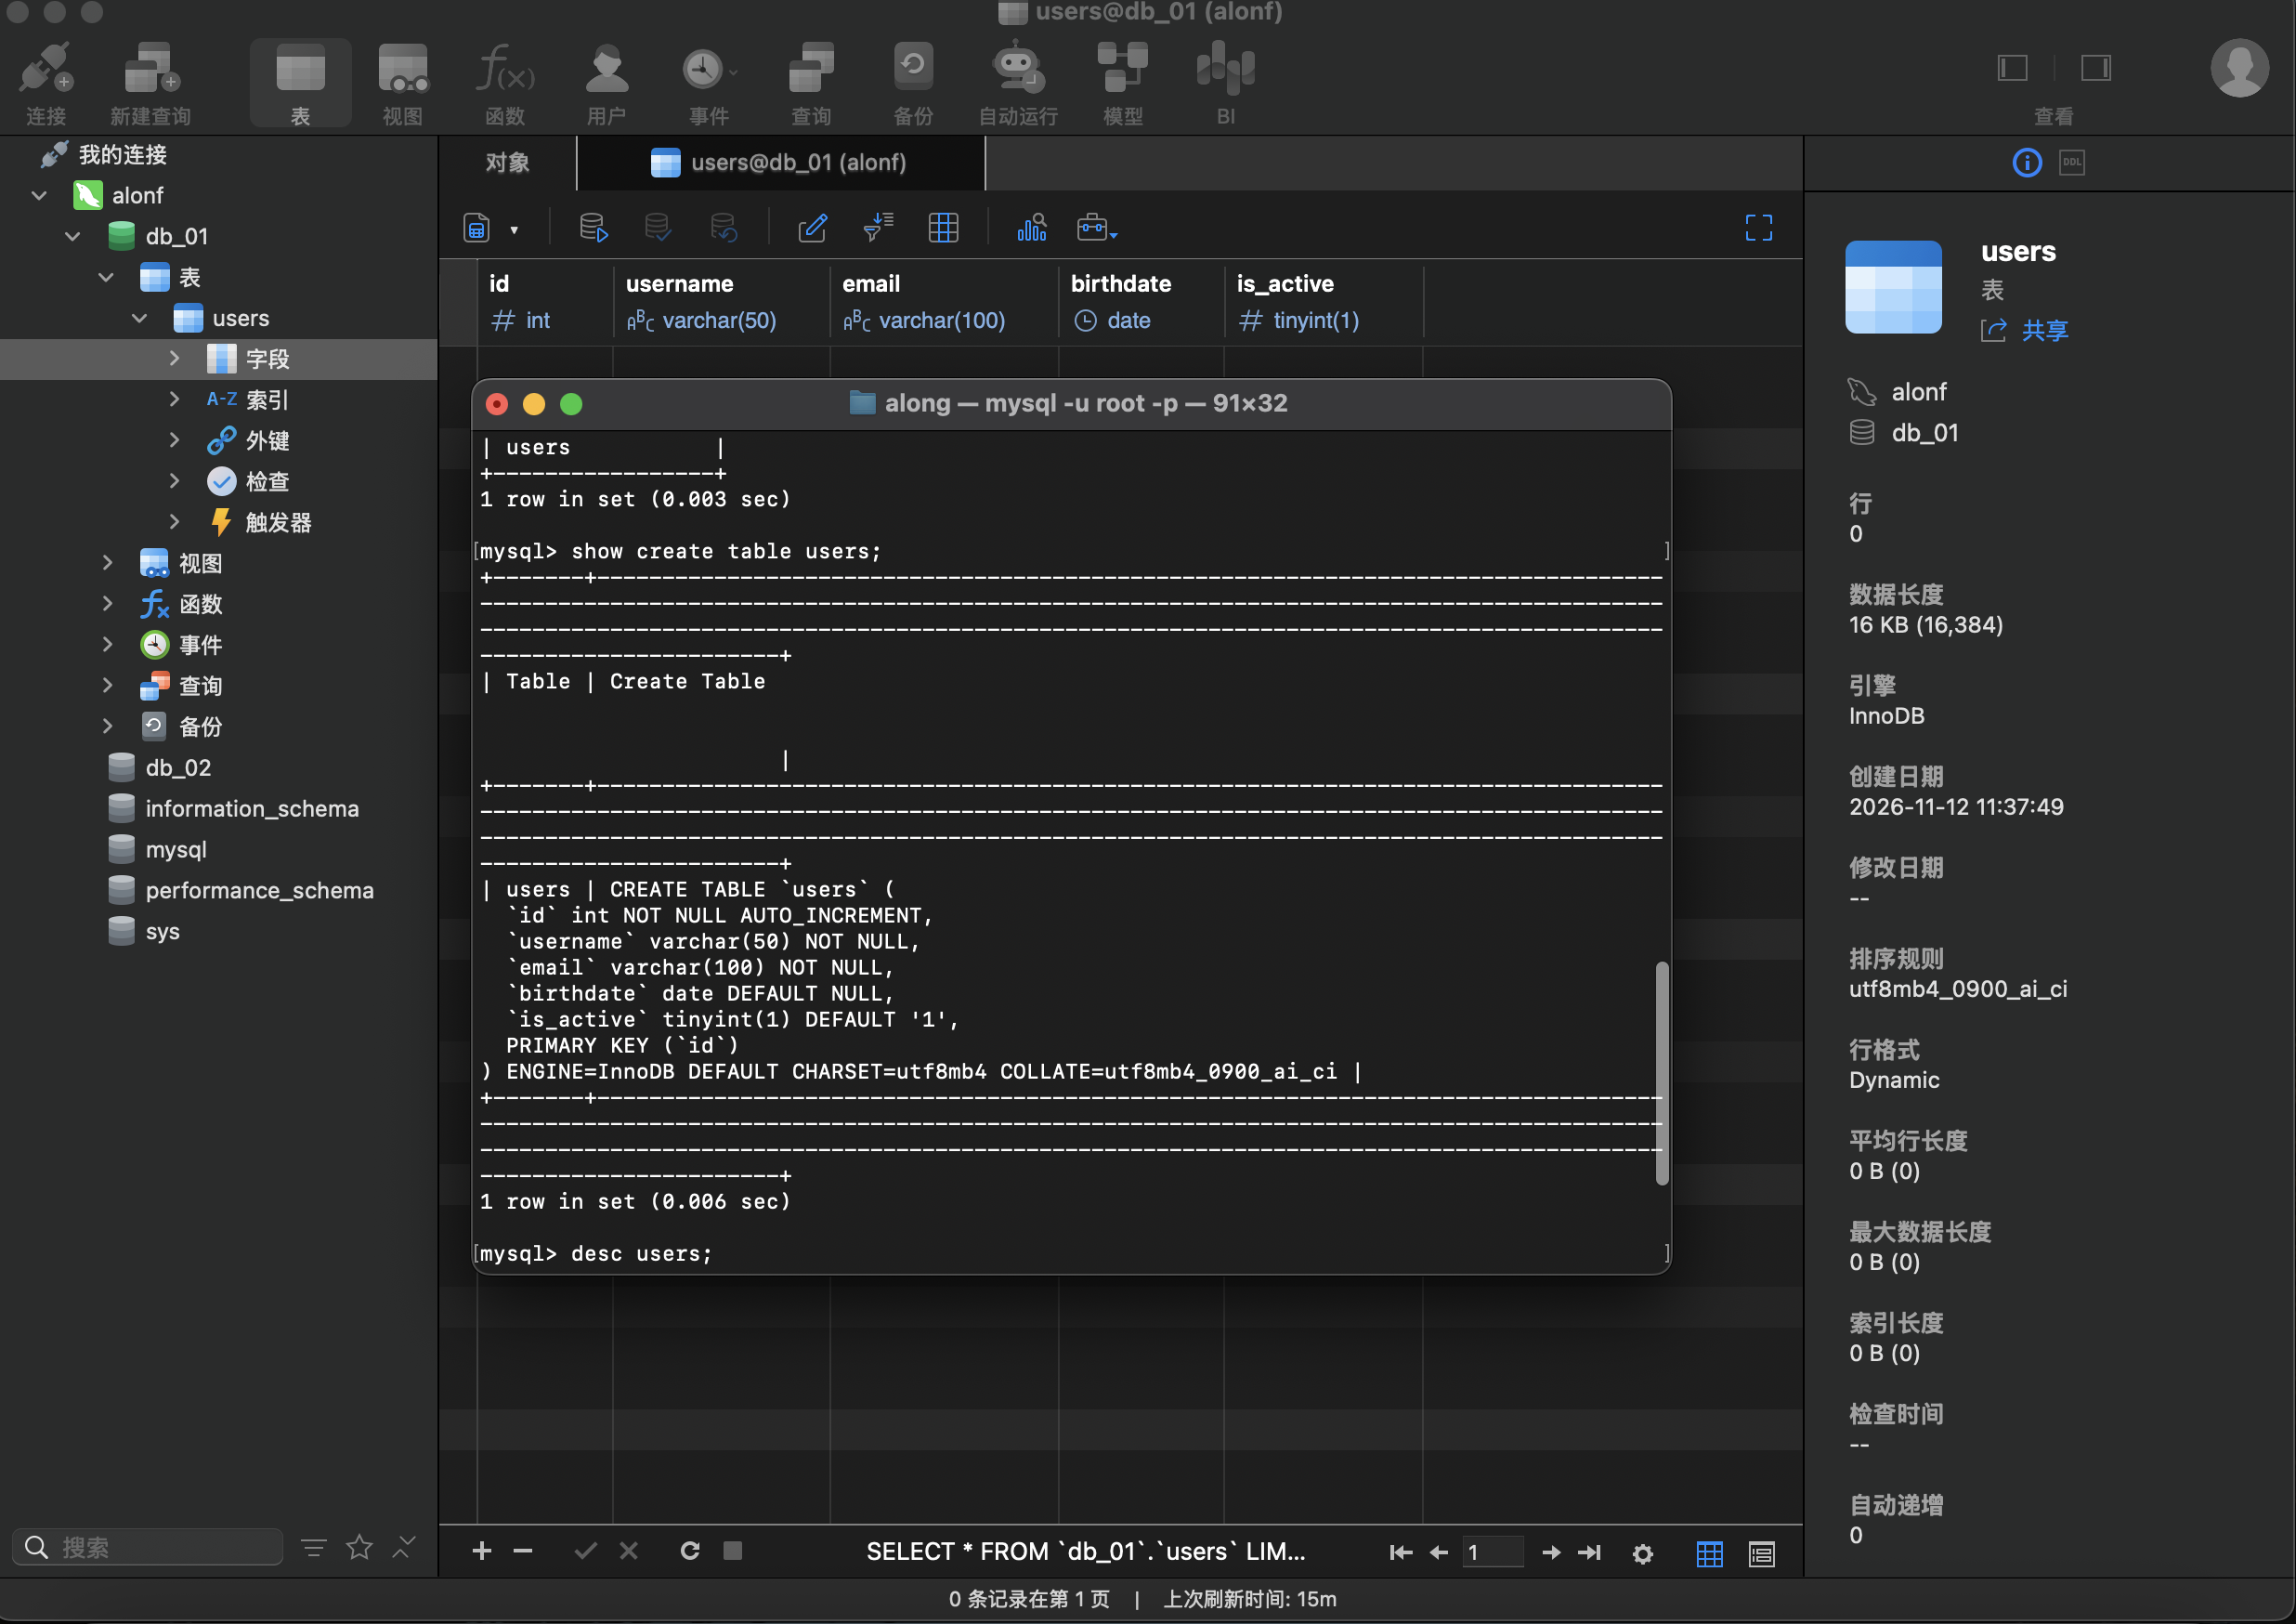 users@db_01 (alonf)
连接
新建查询
表
视图
函数
用户
事件
查询
备份
自动运行
模型
BI
查看
我的连接
alonf
db_01
表
users
字段
A-Z 索引
外键
检查
触发器
视图
函数
事件
查询
备份
db_02
information_schema
mysql
performance_schema
sys
搜索
对象
users@db_01 (alonf)
id username email birthdate is_active
# int ABC varchar(50) ABC varchar(100) date # tinyint(1)
along — mysql -u root -p — 91×32
| users           |
+-----------------+
1 row in set (0.003 sec)
[mysql> show create table users; ]
+-------+----------------------------------------------------------------------------------
-------------------------------------------------------------------------------------------
-------------------------------------------------------------------------------------------
-----------------------+
| Table | Create Table
|
+-------+----------------------------------------------------------------------------------
-------------------------------------------------------------------------------------------
-------------------------------------------------------------------------------------------
-----------------------+
| users | CREATE TABLE `users` (
`id` int NOT NULL AUTO_INCREMENT,
`username` varchar(50) NOT NULL,
`email` varchar(100) NOT NULL,
`birthdate` date DEFAULT NULL,
`is_active` tinyint(1) DEFAULT '1',
PRIMARY KEY (`id`)
) ENGINE=InnoDB DEFAULT CHARSET=utf8mb4 COLLATE=utf8mb4_0900_ai_ci |
+-------+----------------------------------------------------------------------------------
-------------------------------------------------------------------------------------------
-------------------------------------------------------------------------------------------
-----------------------+
1 row in set (0.006 sec)
[mysql> desc users; ]
SELECT * FROM `db_01`.`users` LIM...
1
0 条记录在第 1 页 | 上次刷新时间: 15m
DDL
users
表
共享
alonf
db_01
行
0
数据长度
16 KB (16,384)
引擎
InnoDB
创建日期
2026-11-12 11:37:49
修改日期
--
排序规则
utf8mb4_0900_ai_ci
行格式
Dynamic
平均行长度
0 B (0)
最大数据长度
0 B (0)
索引长度
0 B (0)
检查时间
--
自动递增
0